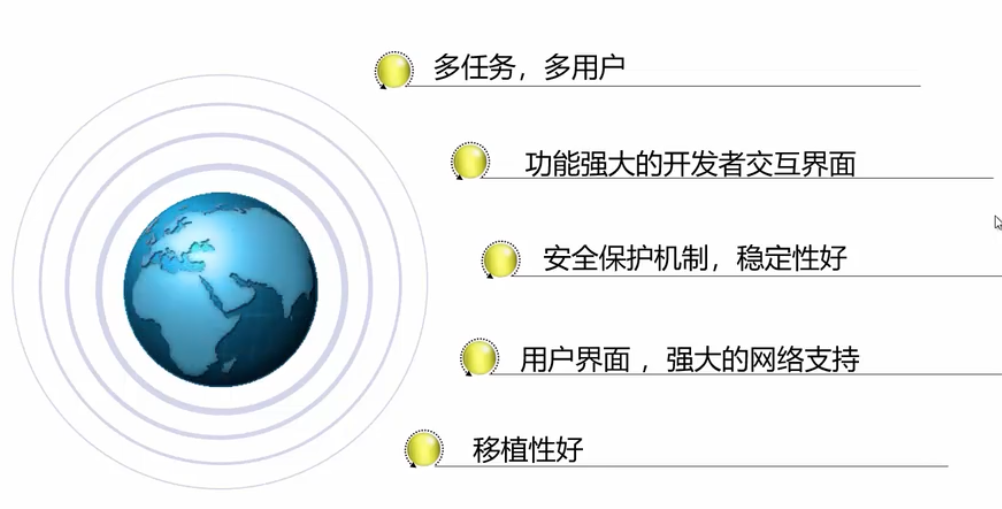 多任务，多用户
功能强大的开发者交互界面
安全保护机制，稳定性好
用户界面 ，强大的网络支持
移植性好